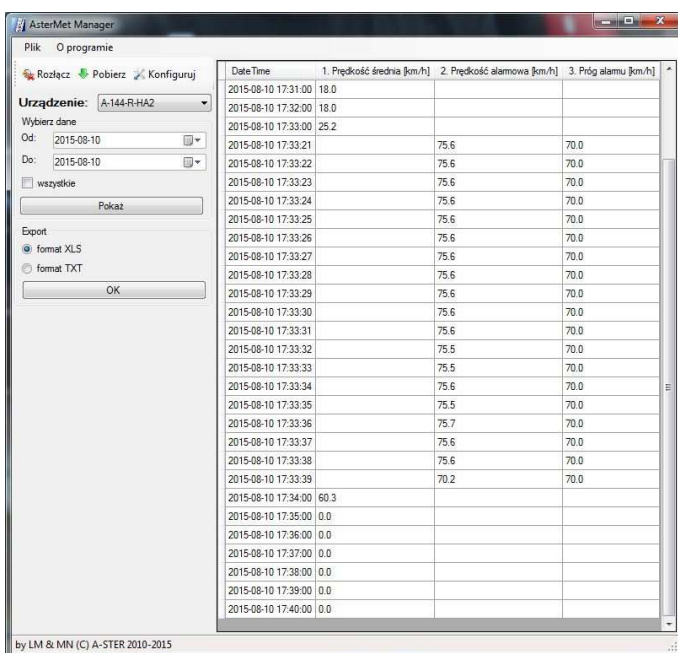 AsterMet Manager
Plik O programie
Rozłącz Pobierz Konfiguruj
Urządzenie: A-144-R-HA2
Wybierz dane
Od: 2015-08-10
Do: 2015-08-10
wszystkie
Pokaż
Export
format XLS
format TXT
OK
DateTime 1. Prędkość średnia [km/h] 2. Prędkość alarmowa [km/h] 3. Próg alarmu [km/h]
2015-08-10 17:31:00 18.0
2015-08-10 17:32:00 18.0
2015-08-10 17:33:00 25.2
2015-08-10 17:33:21 75.6 70.0
2015-08-10 17:33:22 75.6 70.0
2015-08-10 17:33:23 75.6 70.0
2015-08-10 17:33:24 75.6 70.0
2015-08-10 17:33:25 75.6 70.0
2015-08-10 17:33:26 75.6 70.0
2015-08-10 17:33:27 75.6 70.0
2015-08-10 17:33:28 75.6 70.0
2015-08-10 17:33:29 75.6 70.0
2015-08-10 17:33:30 75.6 70.0
2015-08-10 17:33:31 75.6 70.0
2015-08-10 17:33:32 75.5 70.0
2015-08-10 17:33:33 75.5 70.0
2015-08-10 17:33:34 75.6 70.0
2015-08-10 17:33:35 75.5 70.0
2015-08-10 17:33:36 75.7 70.0
2015-08-10 17:33:37 75.6 70.0
2015-08-10 17:33:38 75.6 70.0
2015-08-10 17:33:39 70.2 70.0
2015-08-10 17:34:00 60.3
2015-08-10 17:35:00 0.0
2015-08-10 17:36:00 0.0
2015-08-10 17:37:00 0.0
2015-08-10 17:38:00 0.0
2015-08-10 17:39:00 0.0
2015-08-10 17:40:00 0.0
by LM & MN (C) A-STER 2010-2015